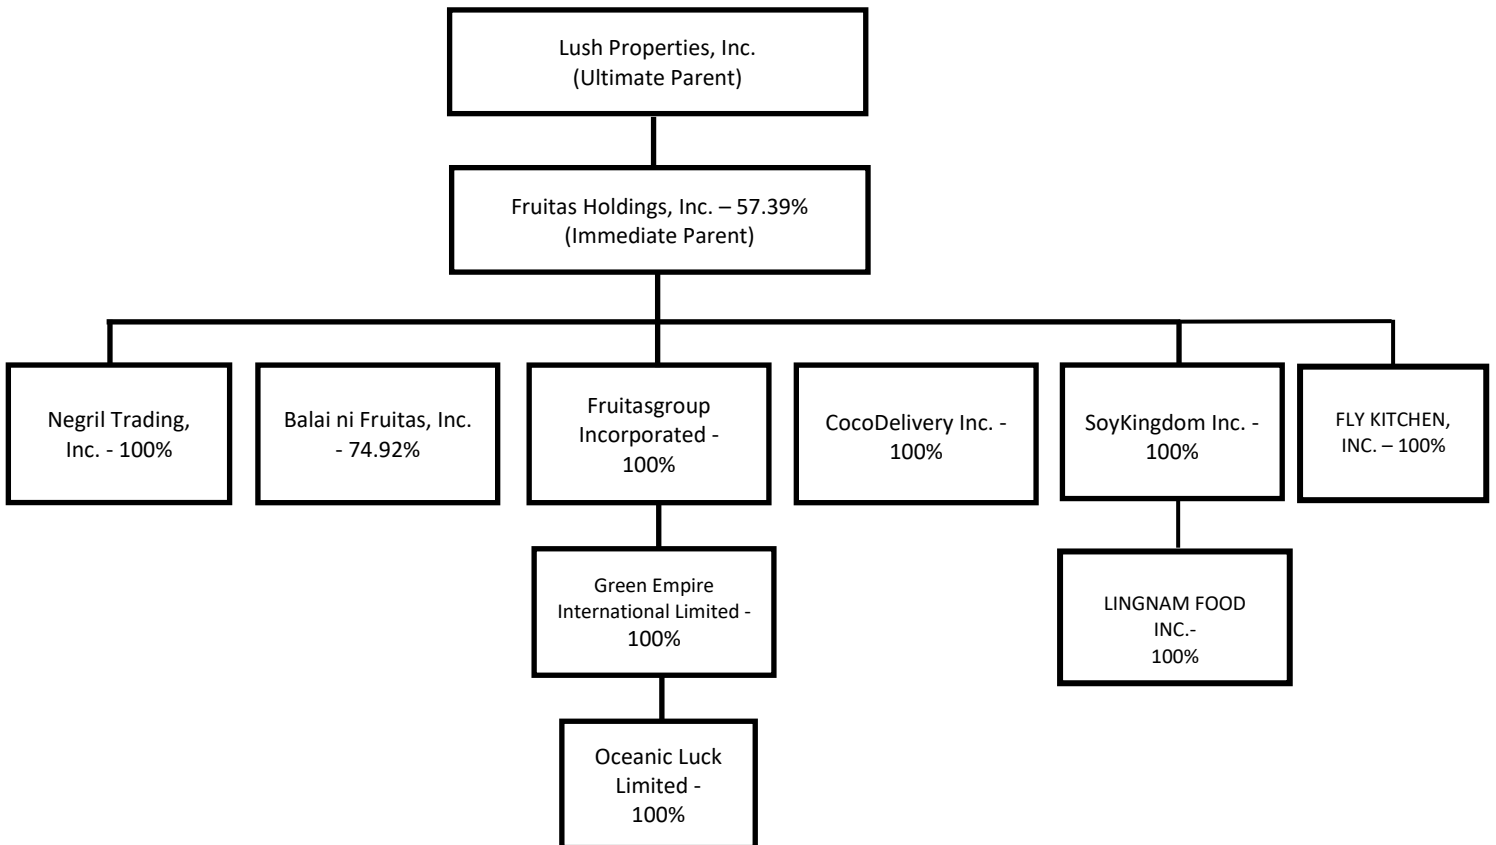 Lush Properties, Inc.
(Ultimate Parent)
Fruitas Holdings, Inc. – 57.39%
(Immediate Parent)
Negril Trading,
Inc. - 100%
Balai ni Fruitas, Inc.
- 74.92%
Fruitasgroup
Incorporated -
100%
CocoDelivery Inc. -
100%
SoyKingdom Inc. -
100%
FLY KITCHEN,
INC. – 100%
Green Empire
International Limited -
100%
LINGNAM FOOD
INC.-
100%
Oceanic Luck
Limited -
100%